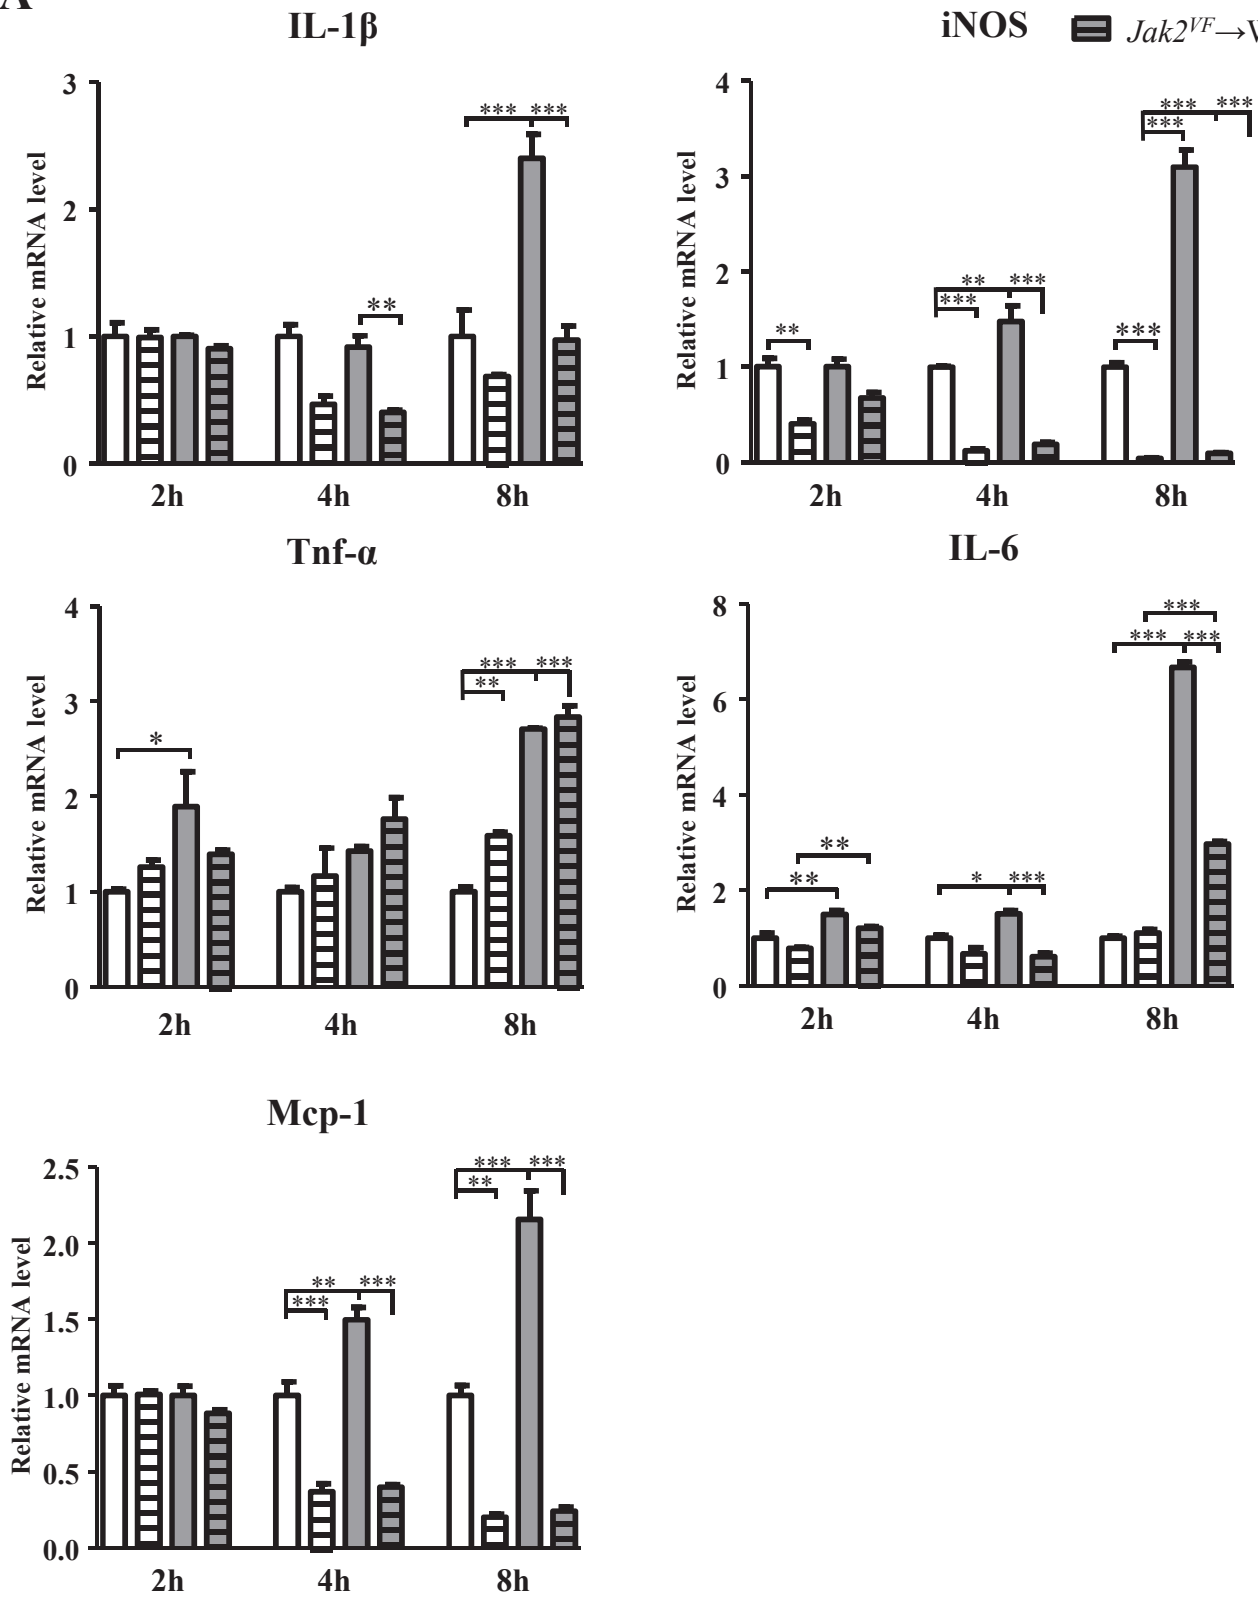 A
IL-1β
Relative mRNA level
3
2
1
0
*** ***
**
2h 4h 8h
iNOS
Jak2VF→V
Relative mRNA level
4
3
2
1
0
*** ***
***
** ***
***
**
***
2h 4h 8h
Tnf-α
Relative mRNA level
4
3
2
1
0
*** ***
**
*
2h 4h 8h
IL-6
Relative mRNA level
8
6
4
2
0
***
*** ***
**
**
* ***
2h 4h 8h
Mcp-1
Relative mRNA level
2.5
2.0
1.5
1.0
0.5
0.0
*** ***
**
** ***
***
2h 4h 8h